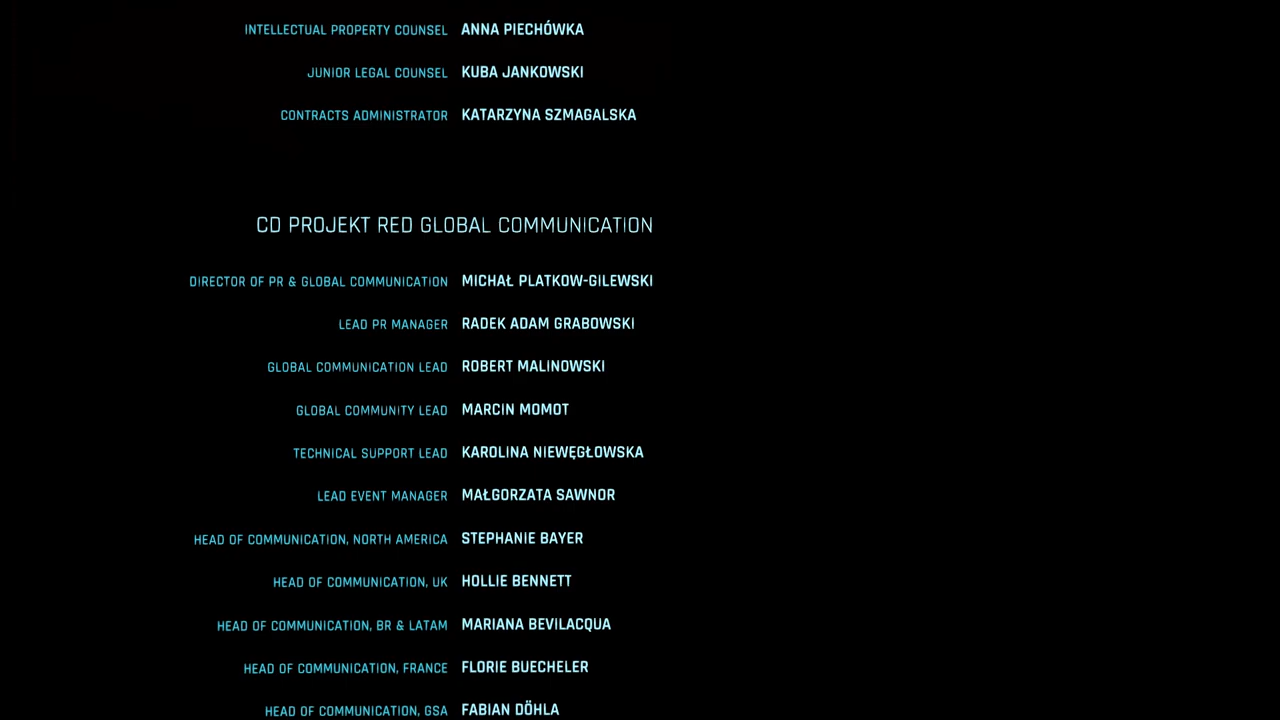 INTELLECTUAL PROPERTY COUNSEL ANNA PIECHÓWKA
JUNIOR LEGAL COUNSEL KUBA JANKOWSKI
CONTRACTS ADMINISTRATOR KATARZYNA SZMAGALSKA
CD PROJEKT RED GLOBAL COMMUNICATION
DIRECTOR OF PR & GLOBAL COMMUNICATION MICHAŁ PLATKOW-GILEWSKI
LEAD PR MANAGER RADEK ADAM GRABOWSKI
GLOBAL COMMUNICATION LEAD ROBERT MALINOWSKI
GLOBAL COMMUNITY LEAD MARCIN MOMOT
TECHNICAL SUPPORT LEAD KAROLINA NIEWĘGŁOWSKA
LEAD EVENT MANAGER MAŁGORZATA SAWNOR
HEAD OF COMMUNICATION, NORTH AMERICA STEPHANIE BAYER
HEAD OF COMMUNICATION, UK HOLLIE BENNETT
HEAD OF COMMUNICATION, BR & LATAM MARIANA BEVILACQUA
HEAD OF COMMUNICATION, FRANCE FLORIE BUECHELER
HEAD OF COMMUNICATION, GSA FABIAN DÖHLA